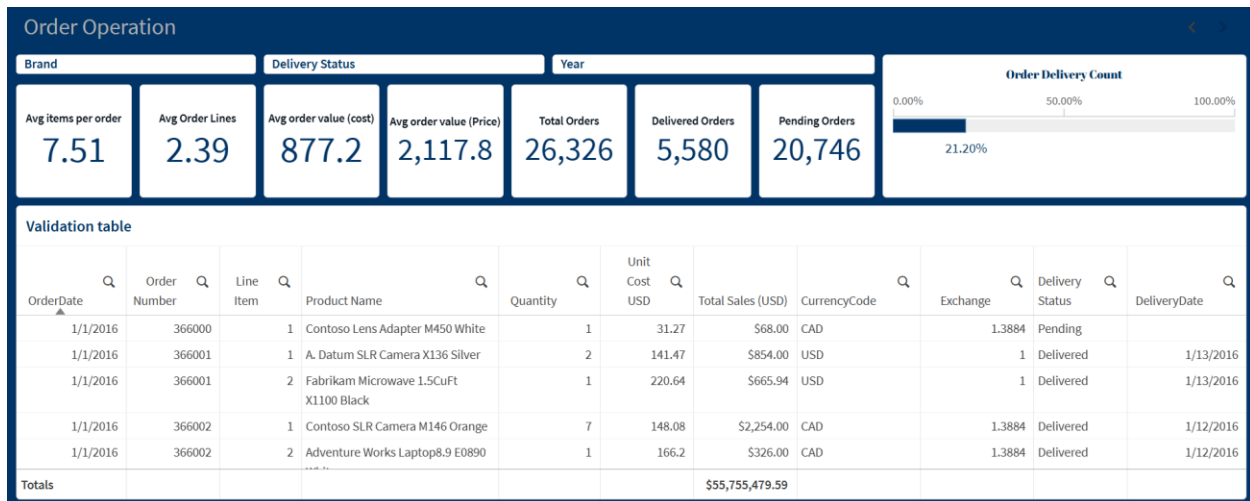 Order Operation
Brand
Delivery Status
Year
Avg items per order
7.51
Avg Order Lines
2.39
Avg order value (cost)
877.2
Avg order value (Price)
2,117.8
Total Orders
26,326
Delivered Orders
5,580
Pending Orders
20,746
Order Delivery Count
0.00% 50.00% 100.00%
21.20%
Validation table
OrderDate Order Number Line Item Product Name Quantity Unit Cost USD Total Sales (USD) CurrencyCode Exchange Delivery Status DeliveryDate
1/1/2016 366000 1 Contoso Lens Adapter M450 White 1 31.27 $68.00 CAD 1.3884 Pending
1/1/2016 366001 1 A. Datum SLR Camera X136 Silver 2 141.47 $854.00 USD 1 Delivered 1/13/2016
1/1/2016 366001 2 Fabrikam Microwave 1.5CuFt 1 220.64 $665.94 USD 1 Delivered 1/13/2016
X1100 Black
1/1/2016 366002 1 Contoso SLR Camera M146 Orange 7 148.08 $2,254.00 CAD 1.3884 Delivered 1/12/2016
1/1/2016 366002 2 Adventure Works Laptop8.9 E0890 1 166.2 $326.00 CAD 1.3884 Delivered 1/12/2016
Totals $55,755,479.59